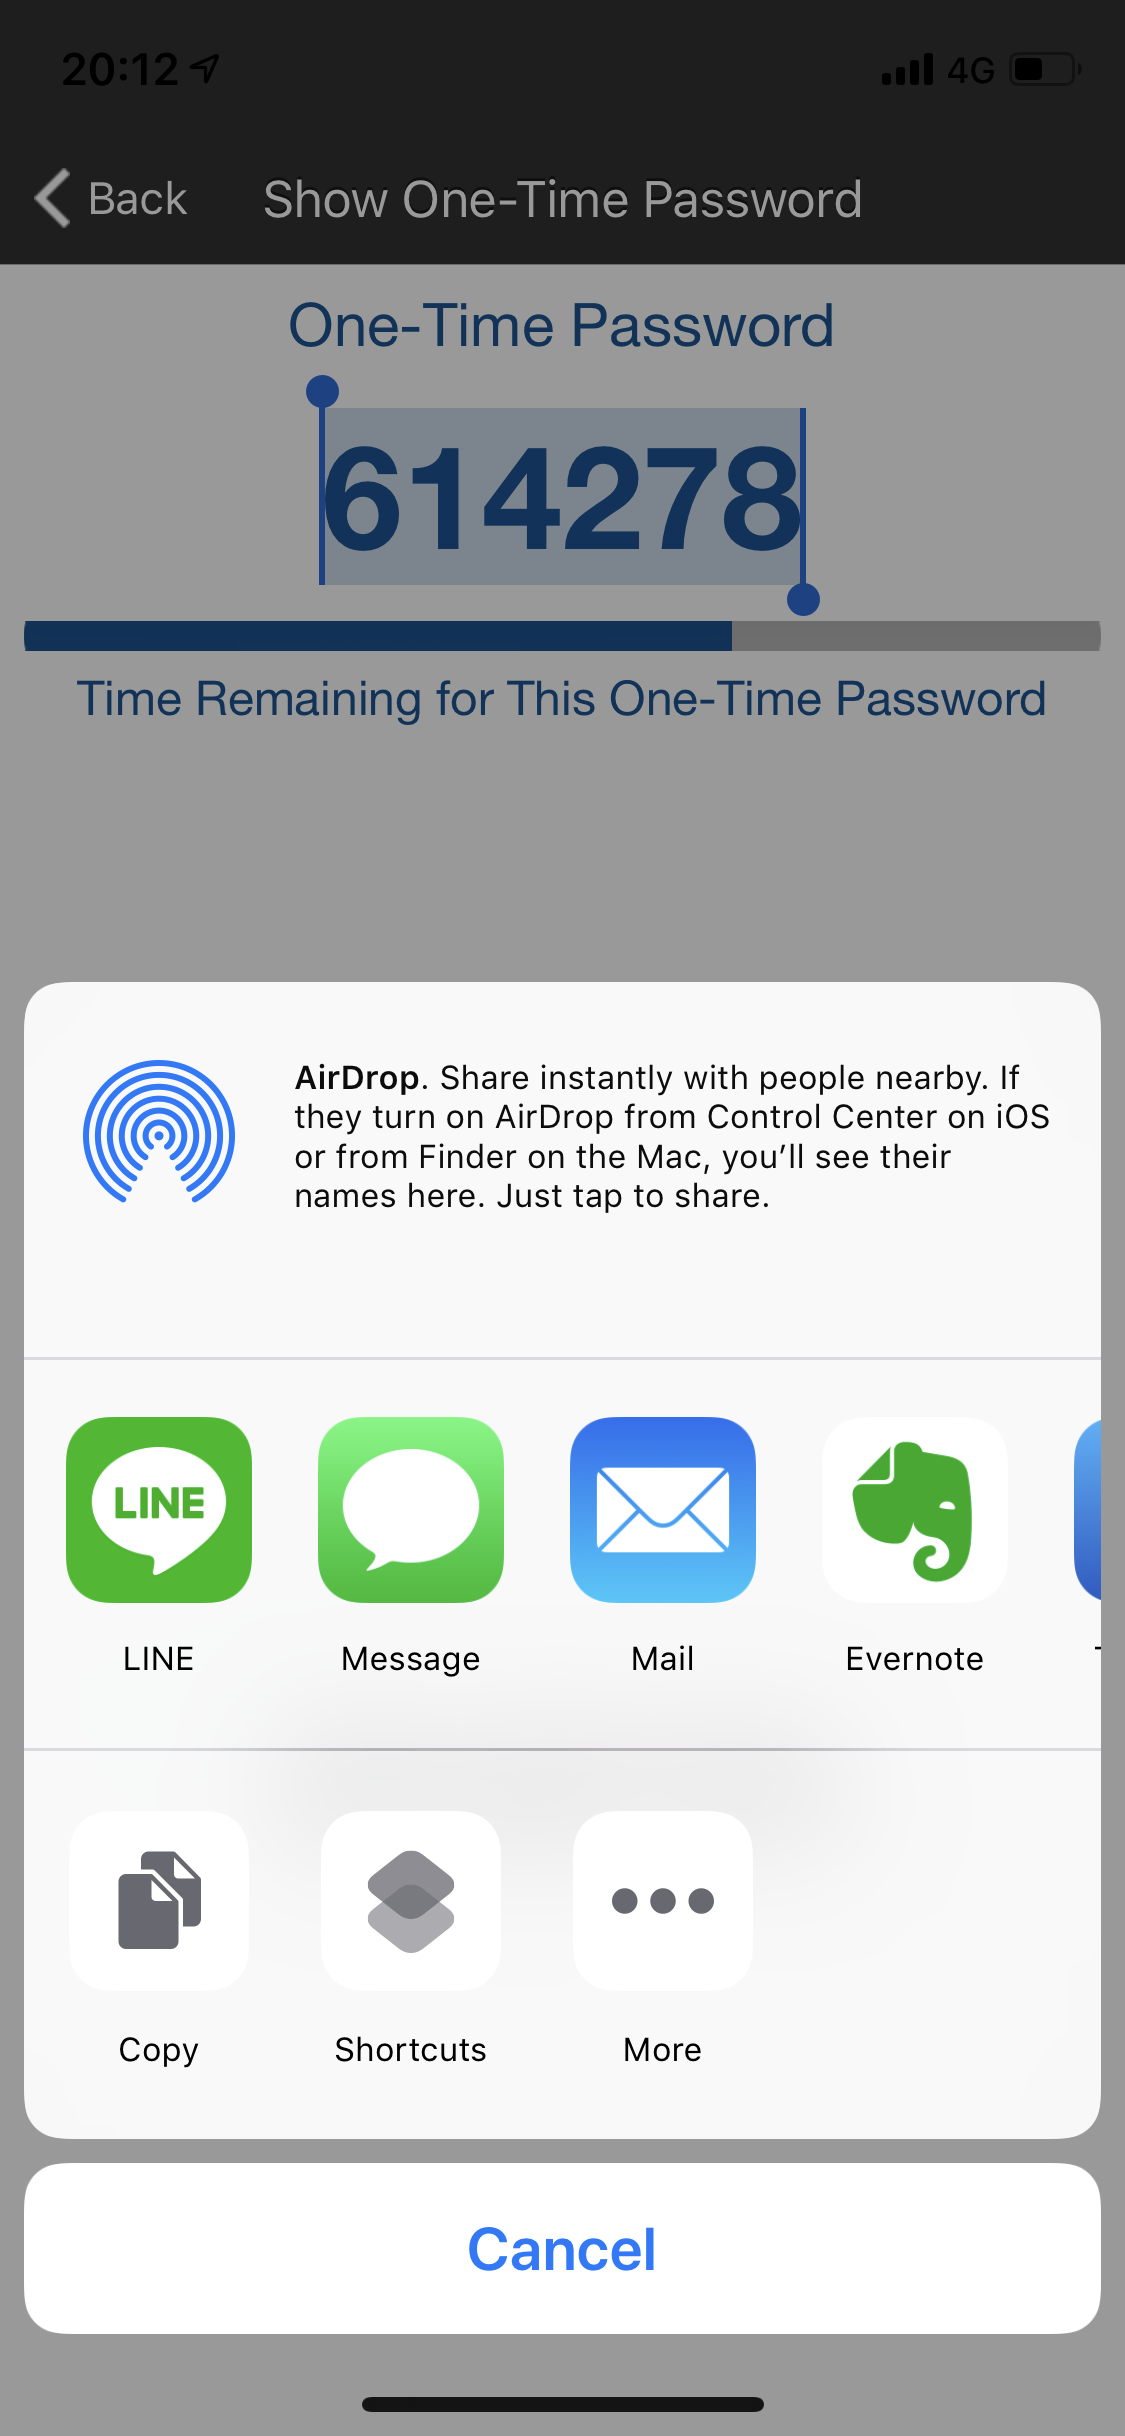 20:12
4G
Back
Show One-Time Password
One-Time Password
614278
Time Remaining for This One-Time Password
AirDrop. Share instantly with people nearby. If
they turn on AirDrop from Control Center on iOS
or from Finder on the Mac, you’ll see their
names here. Just tap to share.
LINE
LINE
Message
Mail
Evernote
Copy
Shortcuts
More
Cancel